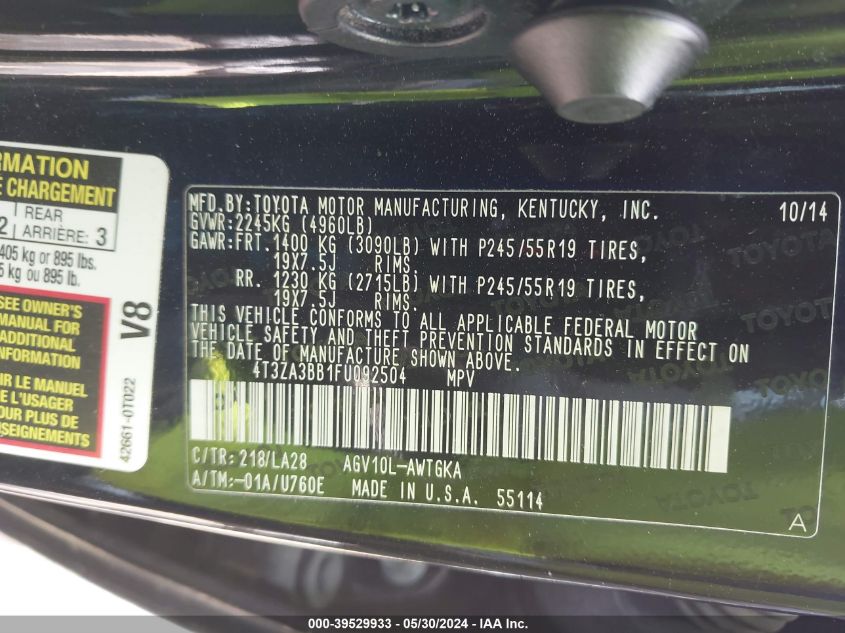 RMATION
E CHARGEMENT
2 REAR
ARRIÈRE: 3
405 kg or 895 lbs.
5 kg ou 895 lb.
SEE OWNER'S
MANUAL FOR
ADDITIONAL
INFORMATION
LE MANUEL
L'USAGER
PLUS DE
SEIGNEMENTS
V8
42661-0T022
MFD.BY:TOYOTA MOTOR MANUFACTURING, KENTUCKY, INC. 10/14
GVWR:2245KG (4960LB)
GAWR:FRT. 1400 KG (3090LB) WITH P245/55R19 TIRES,
19X7.5J RIMS.
RR. 1230 KG (2715LB) WITH P245/55R19 TIRES,
19X7.5J RIMS.
THIS VEHICLE CONFORMS TO ALL APPLICABLE FEDERAL MOTOR
VEHICLE SAFETY AND THEFT PREVENTION STANDARDS IN EFFECT ON
THE DATE OF MANUFACTURE SHOWN ABOVE.
4T3ZA3BB1FU092504 MPV
C/TR:218/LA28 AGV10L-AWTGKA
A/TM:-01A/U760E MADE IN U.S.A. 55114
A
000-39529933 - 05/30/2024 - IAA Inc.